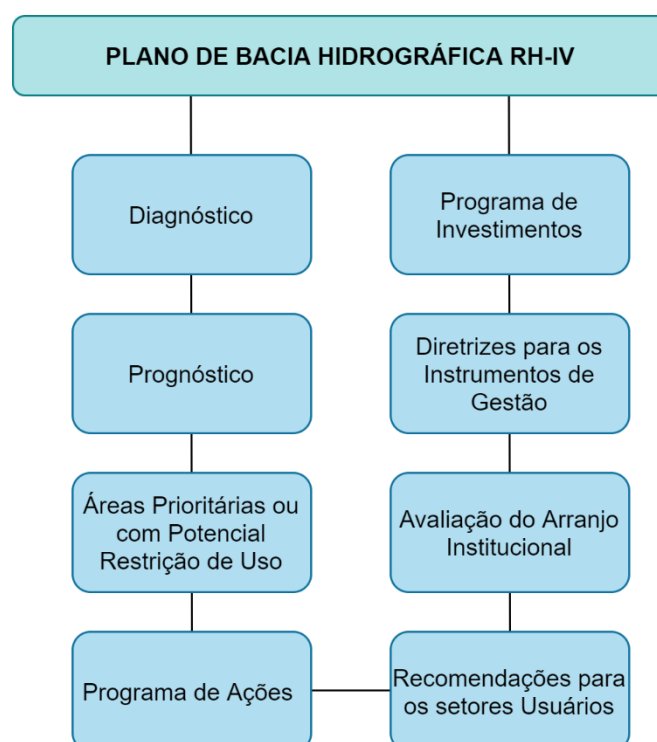 PLANO DE BACIA HIDROGRÁFICA RH-IV
Diagnóstico
Prognóstico
Áreas Prioritárias ou
com Potencial
Restrição de Uso
Programa de Ações
Programa de
Investimentos
Diretrizes para os
Instrumentos de
Gestão
Avaliação do Arranjo
Institucional
Recomendações para
os setores Usuários